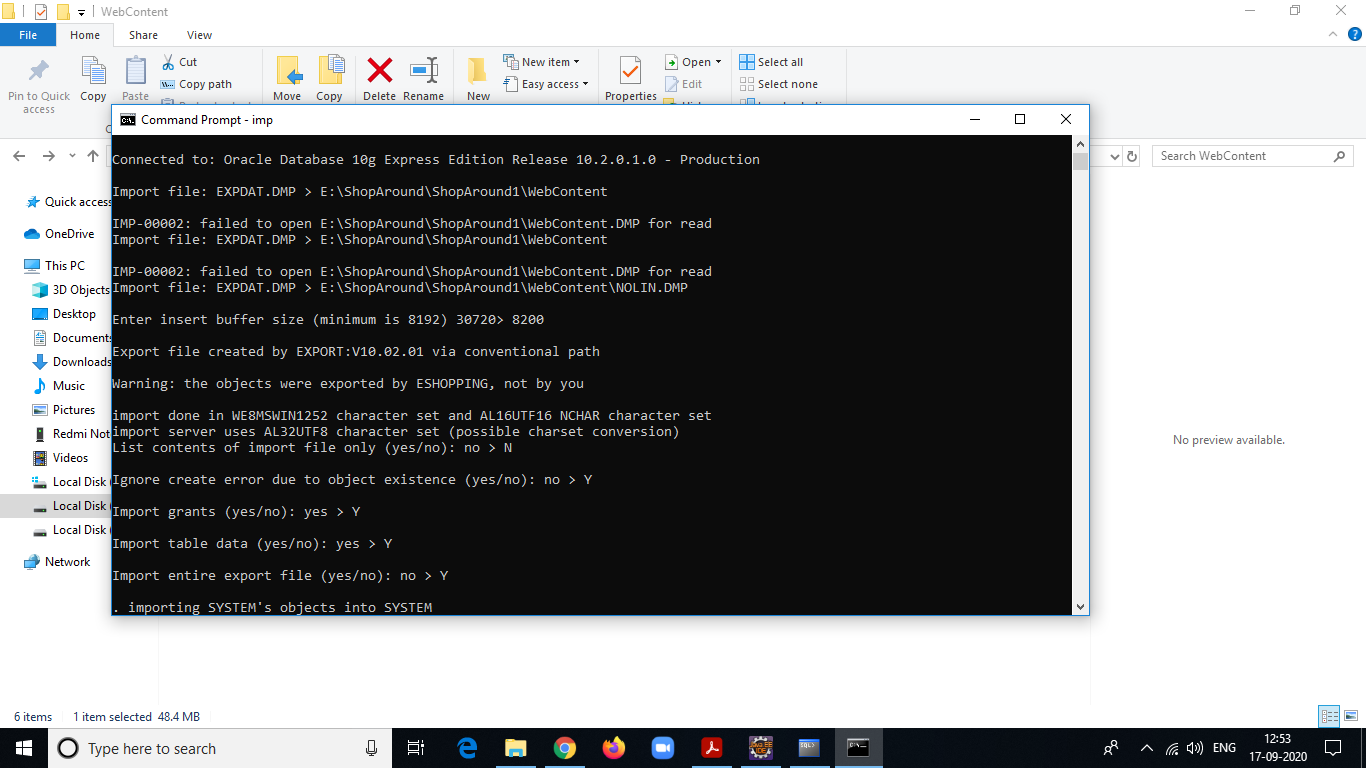 WebContent
File
Home
Share
View
Pin to Quick
access
Copy
Paste
Cut
Copy path
Move
Copy
Delete
Rename
New
New item
Easy access
Properties
Open
Edit
Select all
Select none
Search WebContent
Command Prompt - imp
Connected to: Oracle Database 10g Express Edition Release 10.2.0.1.0 - Production
Import file: EXPDAT.DMP > E:\ShopAround\ShopAround1\WebContent
IMP-00002: failed to open E:\ShopAround\ShopAround1\WebContent.DMP for read
Import file: EXPDAT.DMP > E:\ShopAround\ShopAround1\WebContent
IMP-00002: failed to open E:\ShopAround\ShopAround1\WebContent.DMP for read
Import file: EXPDAT.DMP > E:\ShopAround\ShopAround1\WebContent\NOLIN.DMP
Enter insert buffer size (minimum is 8192) 30720> 8200
Export file created by EXPORT:V10.02.01 via conventional path
Warning: the objects were exported by ESHOPPING, not by you
import done in WE8MSWIN1252 character set and AL16UTF16 NCHAR character set
import server uses AL32UTF8 character set (possible charset conversion)
List contents of import file only (yes/no): no > N
Ignore create error due to object existence (yes/no): no > Y
Import grants (yes/no): yes > Y
Import table data (yes/no): yes > Y
Import entire export file (yes/no): no > Y
. importing SYSTEM's objects into SYSTEM
Quick acces
OneDrive
This PC
3D Objects
Desktop
Document
Downloads
Music
Pictures
Redmi Not
Videos
Local Disk
Local Disk
Local Disk
Network
No preview available.
6 items
1 item selected 48.4 MB
Type here to search
ENG
12:53
17-09-2020